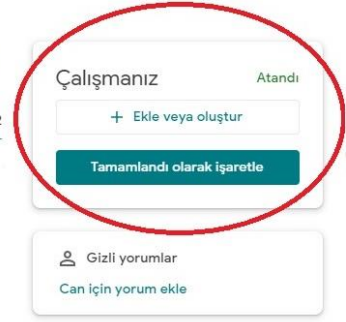 Çalışmanız
Atandı
+ Ekle veya oluştur
Tamamlandı olarak işaretle
Gizli yorumlar
Can için yorum ekle